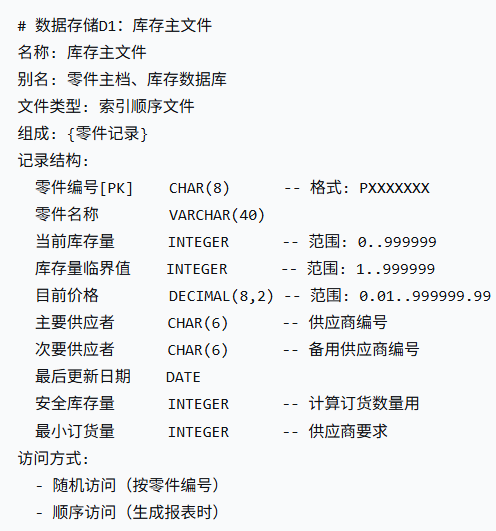 # 数据存储D1: 库存主文件
名称: 库存主文件
别名: 零件主档、库存数据库
文件类型: 索引顺序文件
组成: {零件记录}
记录结构:
零件编号[PK] CHAR(8) -- 格式: PXXXXXXX
零件名称 VARCHAR(40)
当前库存量 INTEGER -- 范围: 0..999999
库存量临界值 INTEGER -- 范围: 1..999999
目前价格 DECIMAL(8,2) -- 范围: 0.01..999999.99
主要供应者 CHAR(6) -- 供应商编号
次要供应者 CHAR(6) -- 备用供应商编号
最后更新日期 DATE
安全库存量 INTEGER -- 计算订货数量用
最小订货量 INTEGER -- 供应商要求
访问方式:
- 随机访问（按零件编号）
- 顺序访问（生成报表时）